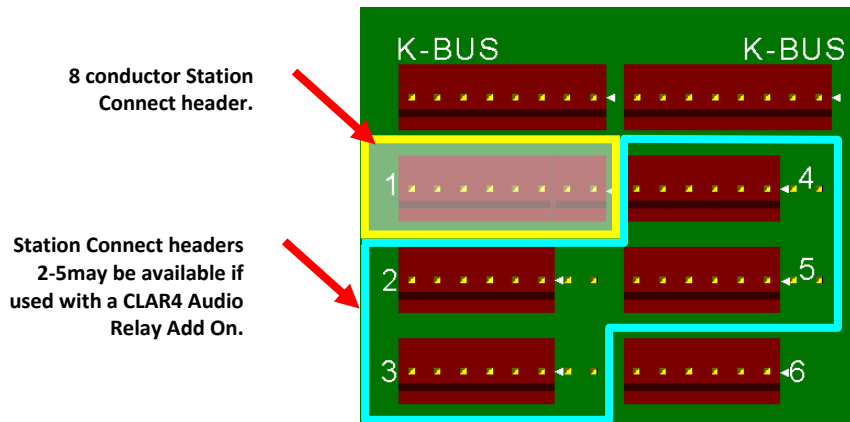 K-BUS K-BUS
8 conductor Station
Connect header.
1 4
Station Connect headers
2-5may be available if
used with a CLAR4 Audio
Relay Add On.
2 5
3 6